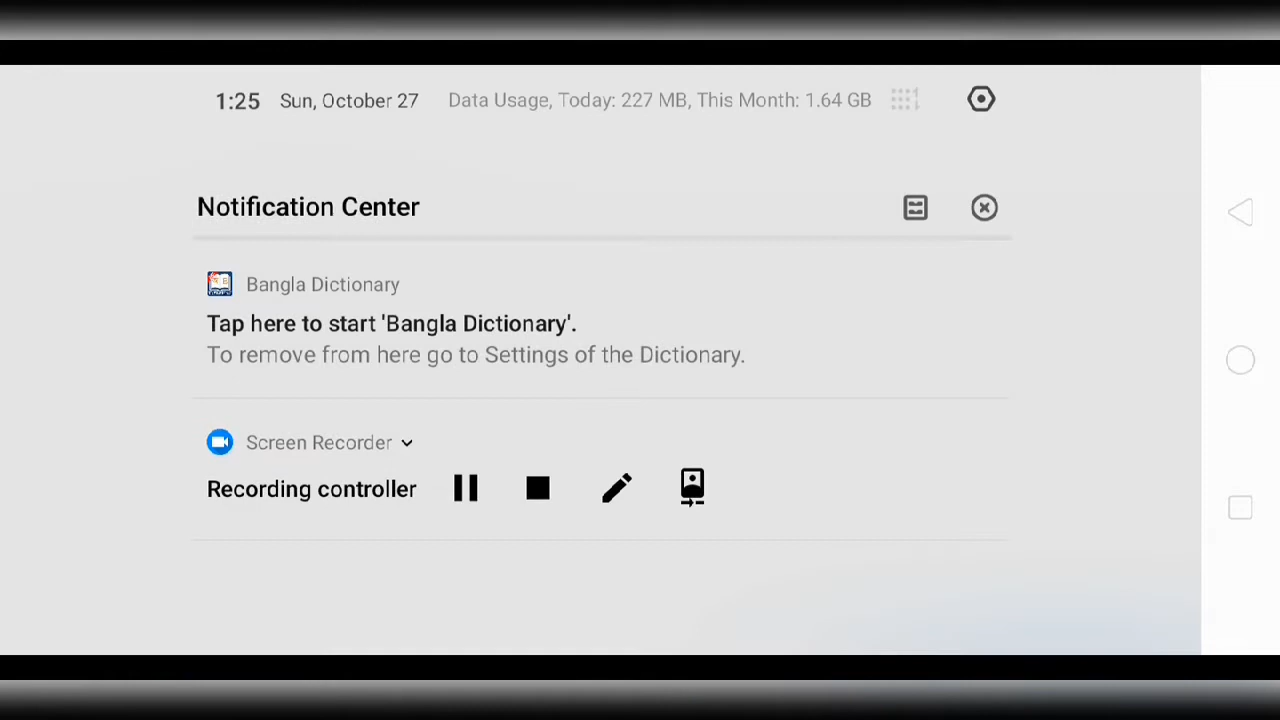 1:25 Sun, October 27 Data Usage, Today: 227 MB, This Month: 1.64 GB
Notification Center
Bangla Dictionary
Tap here to start 'Bangla Dictionary'.
To remove from here go to Settings of the Dictionary.
Screen Recorder
Recording controller